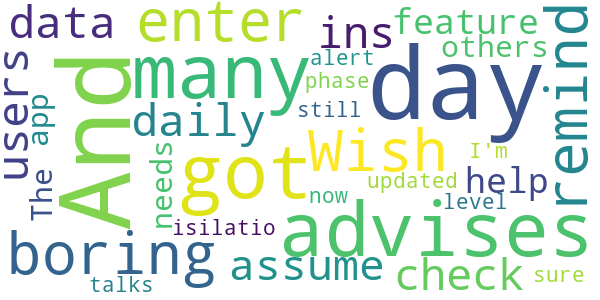 data
enter
ins
feature
others
remind
users
app
The
And
many
alert
phase
still
day
daily
got
Wish
I'm
help
needs
updated
now
level
isilatio
advises
boring
assume
check
talks
sure